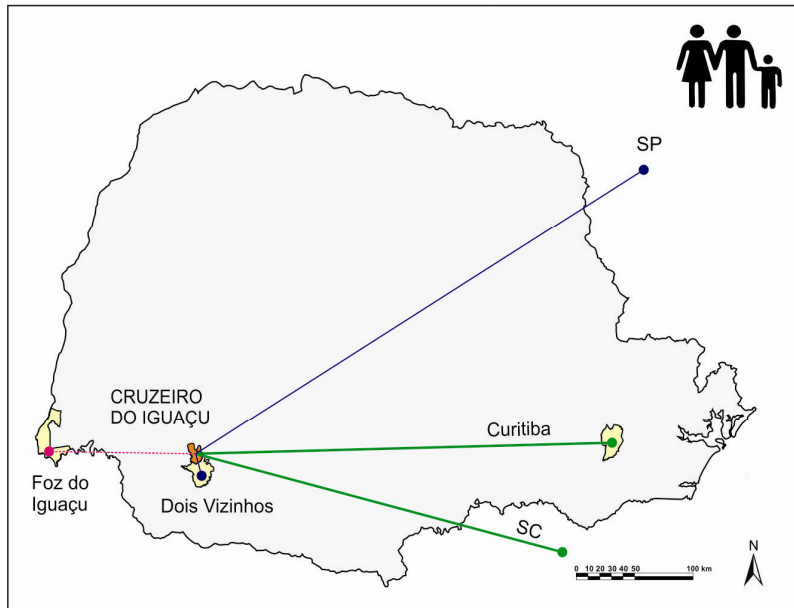 SP
CRUZEIRO
DO IGUAÇU
Curitiba
Foz do
Iguaçu
Dois Vizinhos
SC
N
0 10 20 30 40 50 100 km